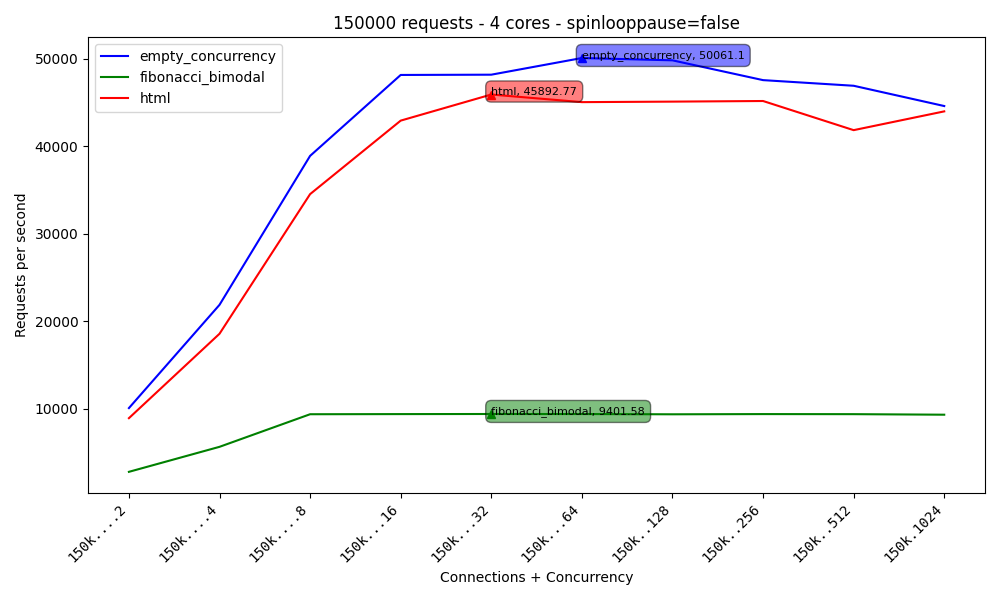 150000 requests - 4 cores - spinlooppause=false
empty_concurrency
fibonacci_bimodal
html
empty_concurrency, 50061.1
html, 45892.77
fibonacci_bimodal, 9401.58
Requests per second
50000
40000
30000
20000
10000
150k....2
150k....4
150k....8
150k...16
150k...32
150k...64
150k..128
150k..256
150k..512
150k.1024
Connections + Concurrency